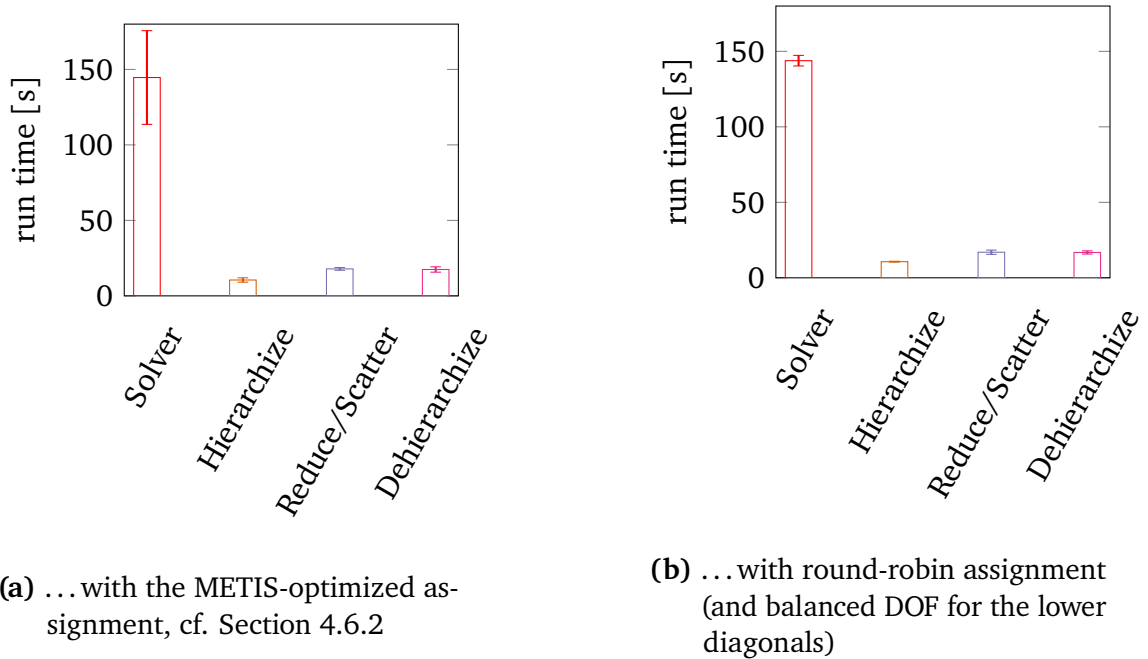 run time [s]
150
100
50
0
Solver
Hierarchize
Reduce/Scatter
Dehierarchize
(a) ...with the METIS-optimized as-
signment, cf. Section 4.6.2
run time [s]
150
100
50
0
Solver
Hierarchize
Reduce/Scatter
Dehierarchize
(b) ...with round-robin assignment
(and balanced DOF for the lower
diagonals)